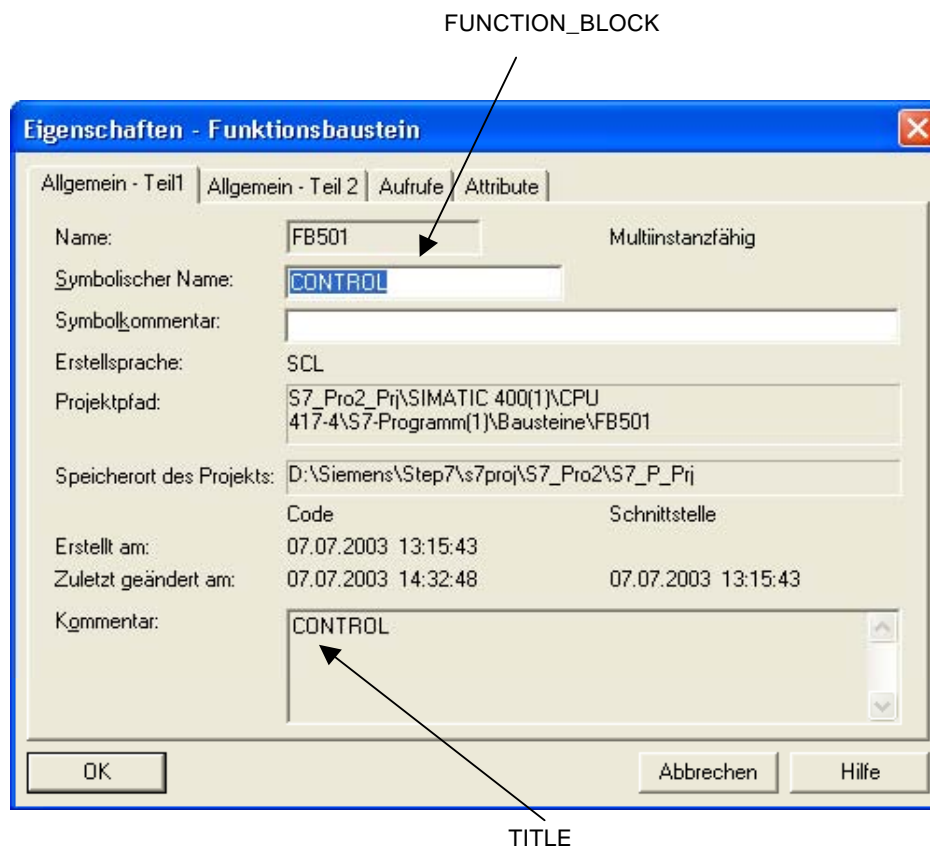 FUNCTION_BLOCK
Eigenschaften - Funktionsbaustein
Allgemein - Teil1 Allgemein - Teil 2 Aufrufe Attribute
Name: FB501 Multiinstanzfähig
Symbolischer Name: CONTROL
Symbolkommentar:
Erstellsprache: SCL
Projektpfad: S7_Pro2_Prj\SIMATIC 400(1)\CPU
417-4\S7-Programm(1)\Bausteine\FB501
Speicherort des Projekts: D:\Siemens\Step7\s7proj\S7_Pro2\S7_P_Prj
Code Schnittstelle
Erstellt am: 07.07.2003 13:15:43
Zuletzt geändert am: 07.07.2003 14:32:48 07.07.2003 13:15:43
Kommentar: CONTROL
OK Abbrechen Hilfe
TITLE